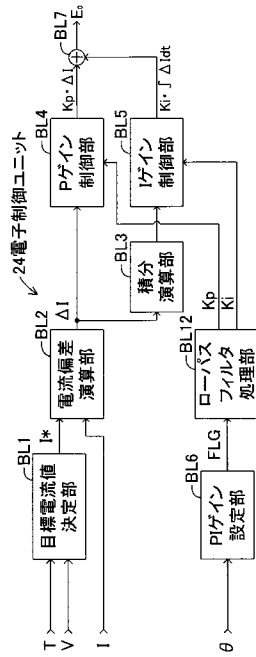 24電子制御ユニット
T
V
I
BL1
目標電流値
決定部
I*
BL2
電流偏差
演算部
ΔI
BL3
積分
演算部
BL4
Pゲイン
制御部
Kp・ΔI
BL5
Iゲイン
制御部
Ki・∫ΔIdt
BL7
E₀
θ
BL6
PIゲイン
設定部
FLG
BL12
ローパス
フィルタ
処理部
Kp
Ki